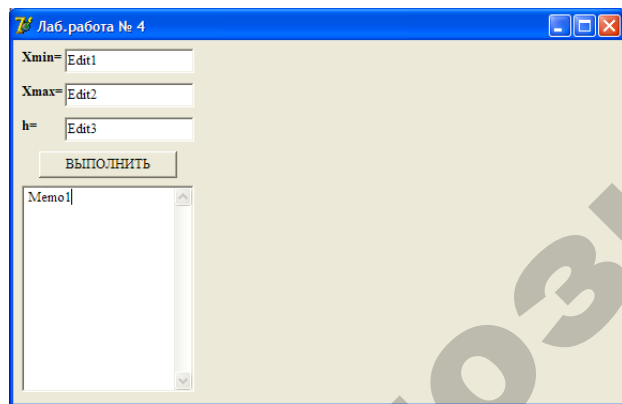 Лаб.работа № 4
Xmin= Edit1
Xmax= Edit2
h= Edit3
ВЫПОЛНИТЬ
Memo1